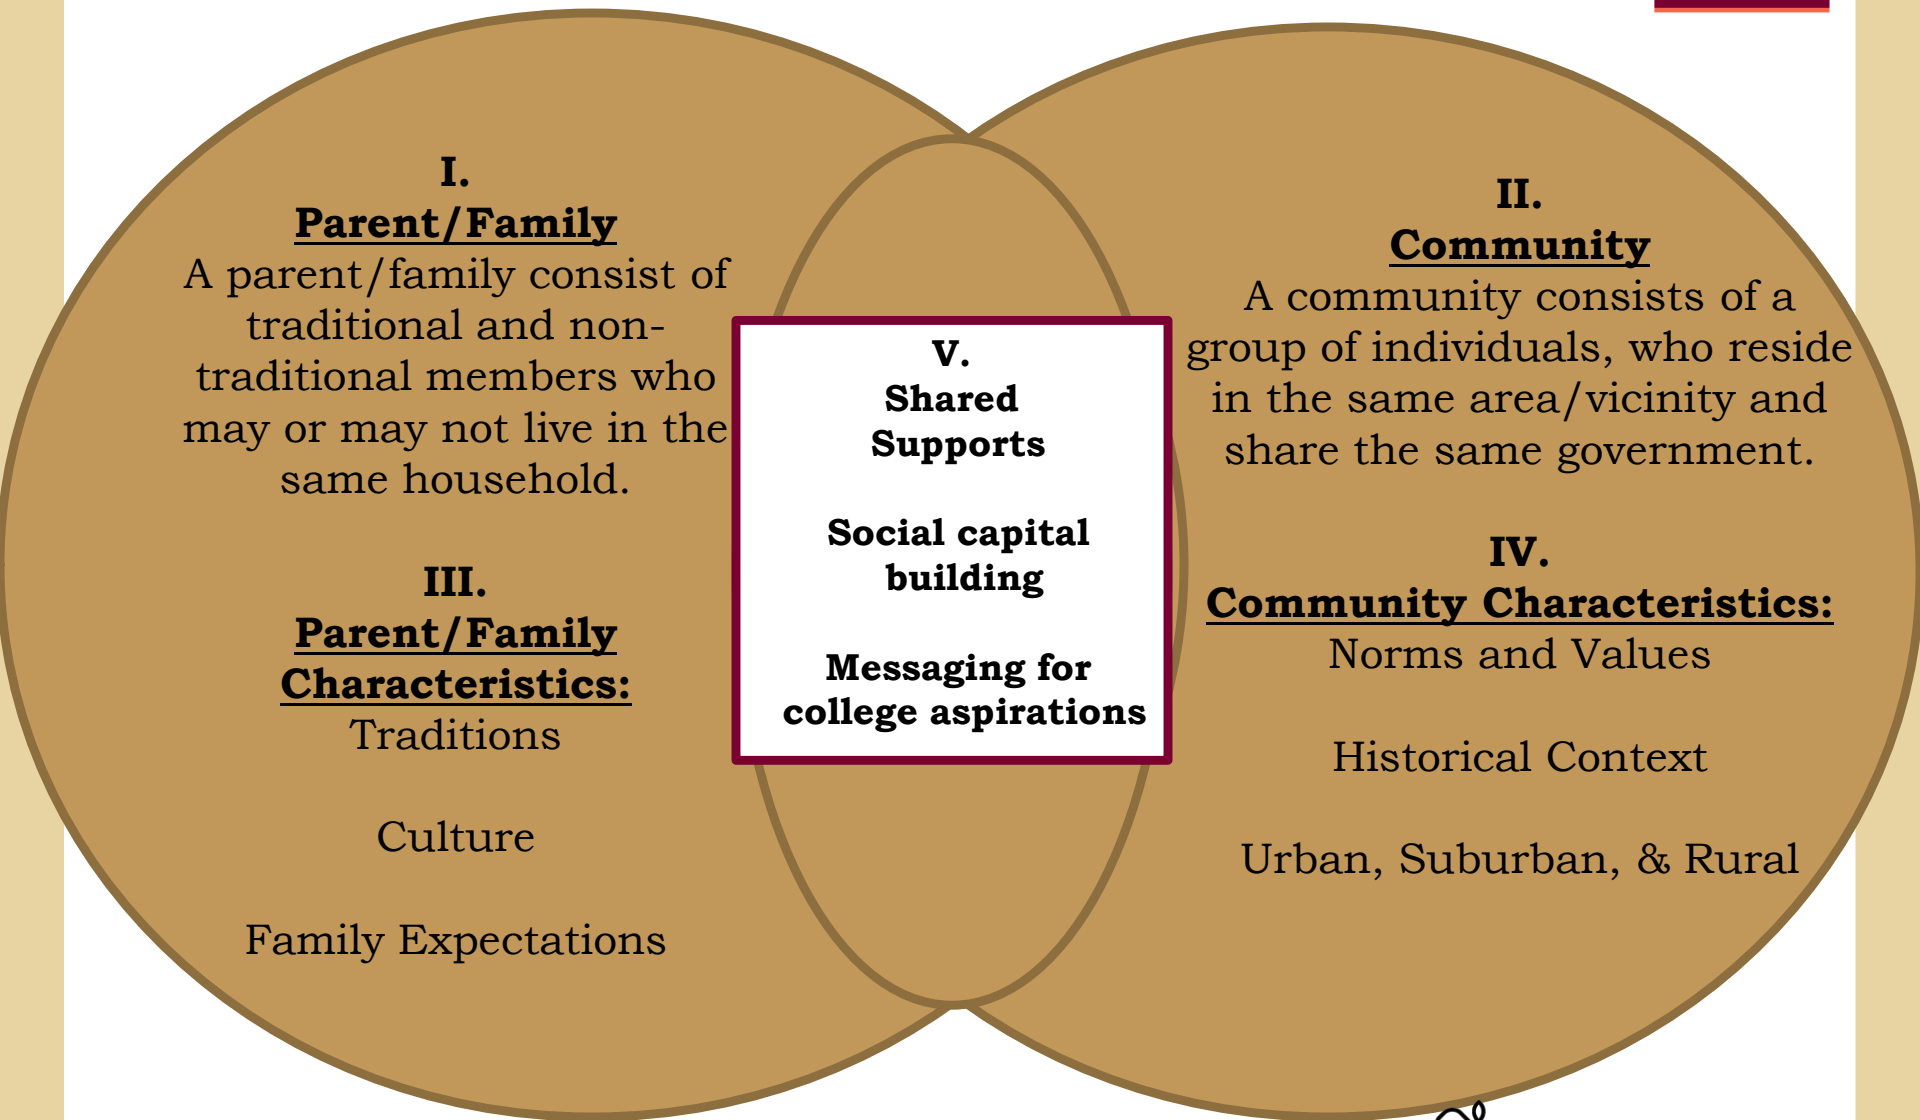 I.
Parent/Family
A parent/family consist of
traditional and non-
traditional members who
may or may not live in the
same household.
III.
Parent/Family
Characteristics:
Traditions
Culture
Family Expectations
V.
Shared
Supports
Social capital
building
Messaging for
college aspirations
II.
Community
A community consists of a
group of individuals, who reside
in the same area/vicinity and
share the same government.
IV.
Community Characteristics:
Norms and Values
Historical Context
Urban, Suburban, & Rural